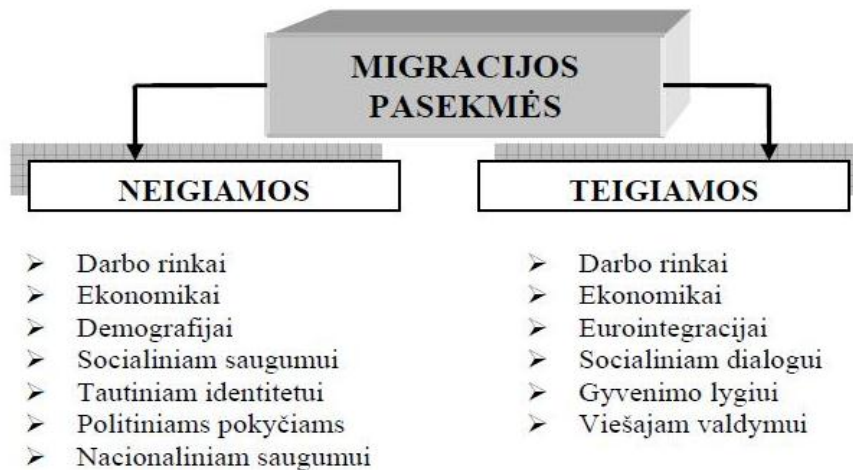 MIGRACIJOS
PASEKMĖS
NEIGIAMOS
Darbo rinkai
Ekonomikai
Demografijai
Socialiniam saugumui
Tautiniam identitetui
Politiniams pokyčiams
Nacionaliniam saugumui
TEIGIAMOS
Darbo rinkai
Ekonomikai
Eurointegracijai
Socialiniam dialogui
Gyvenimo lygiui
Viešajam valdymui